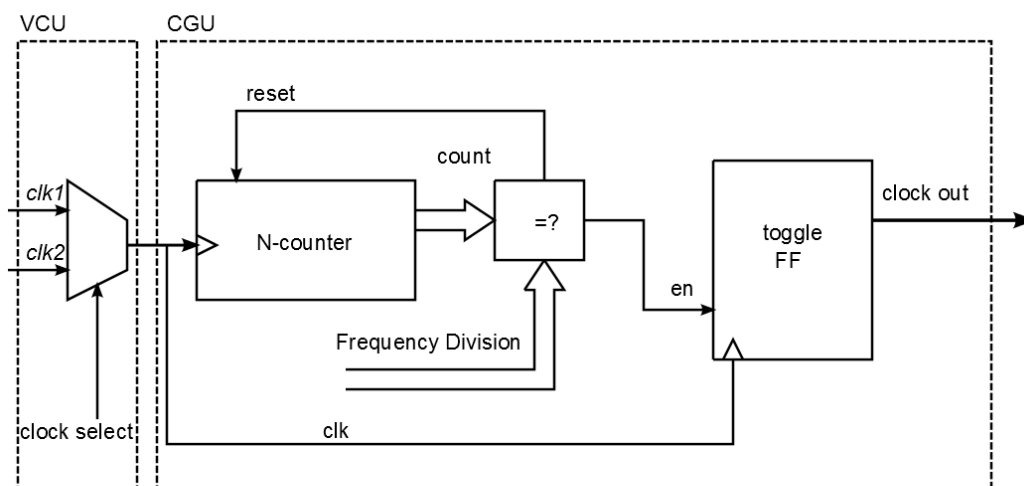 VCU
CGU
reset
count
clk1
clk2
N-counter
=?
toggle
FF
clock out
en
Frequency Division
clock select
clk